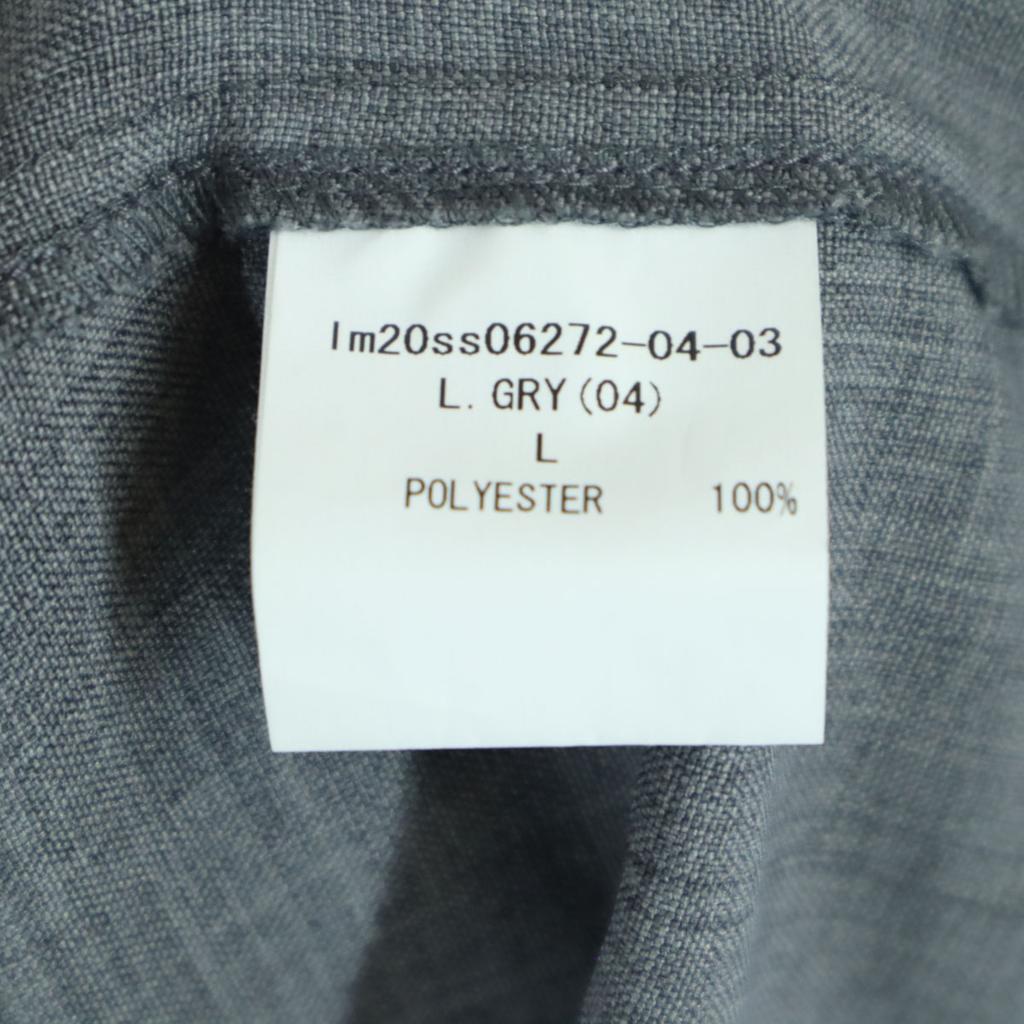 lm20ss06272-04-03
L. GRY (04)
L
POLYESTER 100%